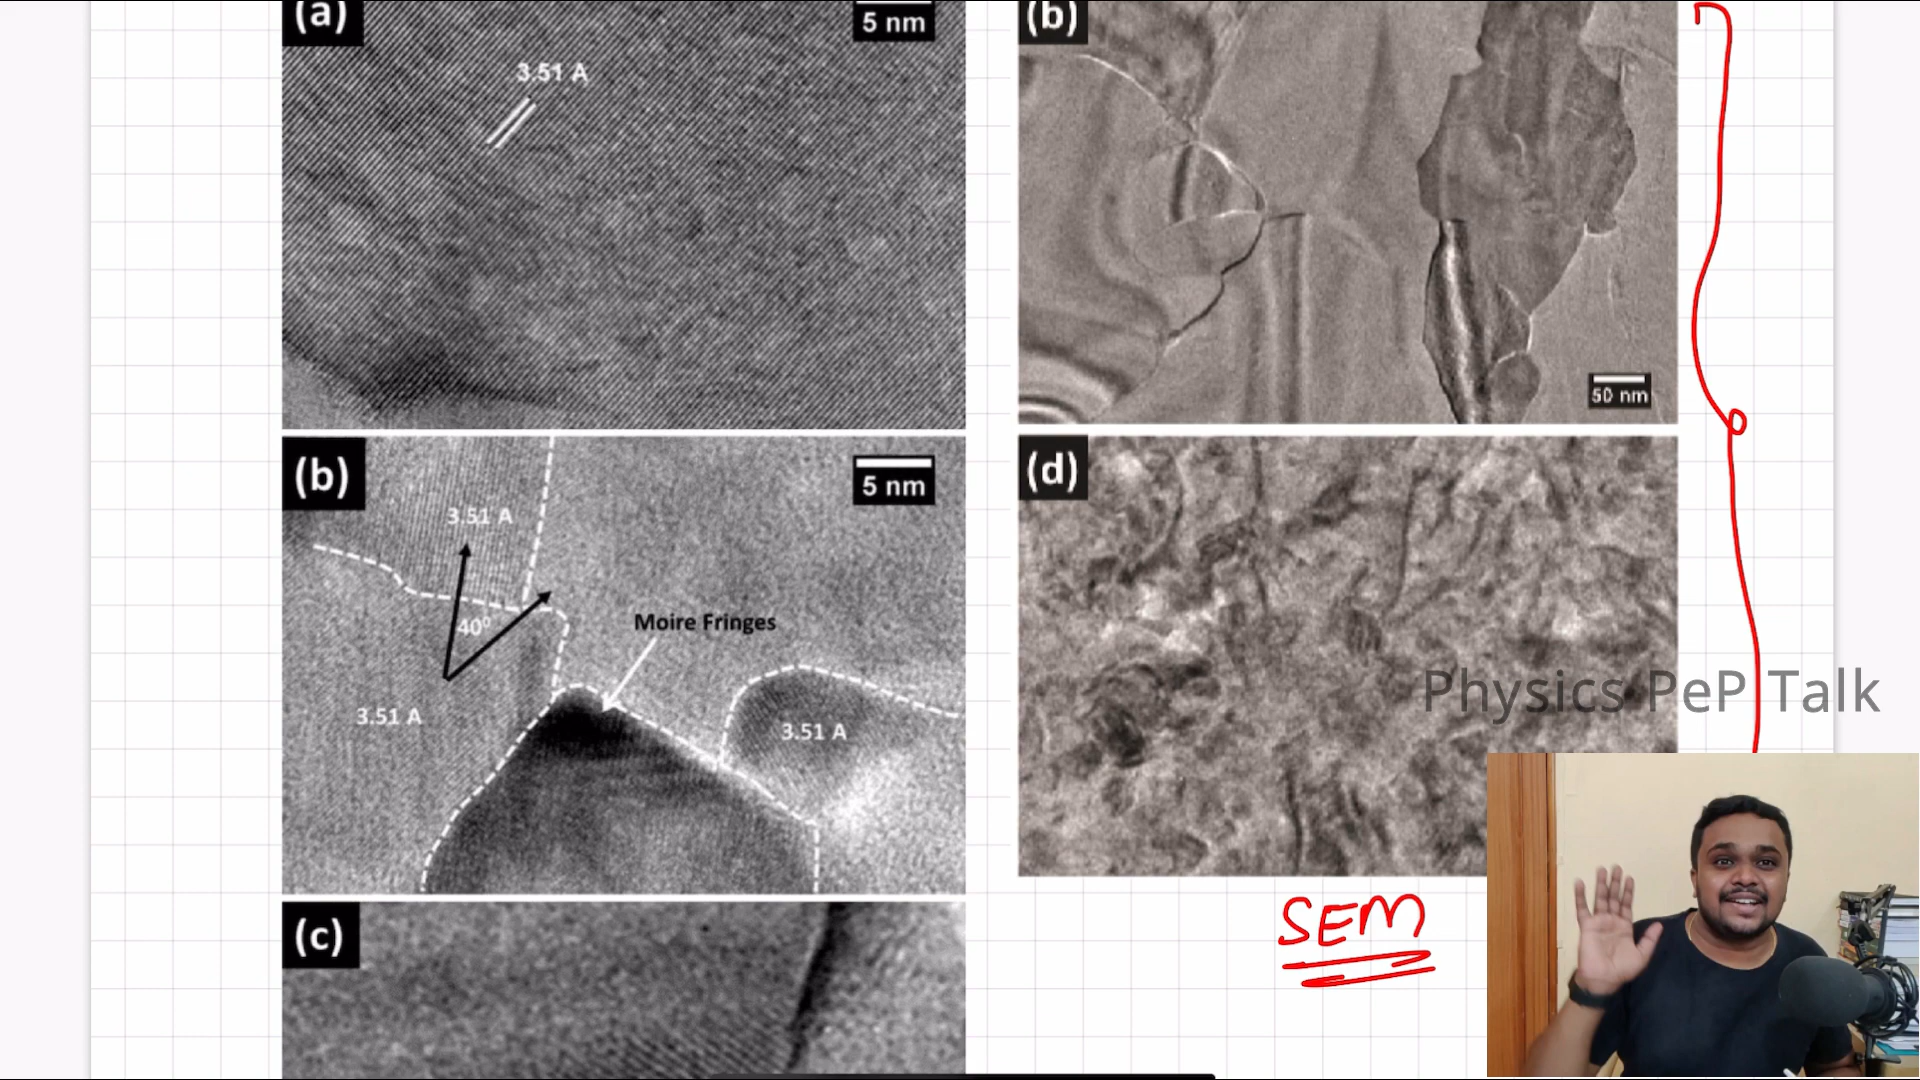 (a)
5 nm
3.51 A
(b)
50 nm
(b)
5 nm
3.51 A
40⁰
Moire Fringes
3.51 A
3.51 A
(d)
Physics PeP Talk
SEM
(c)